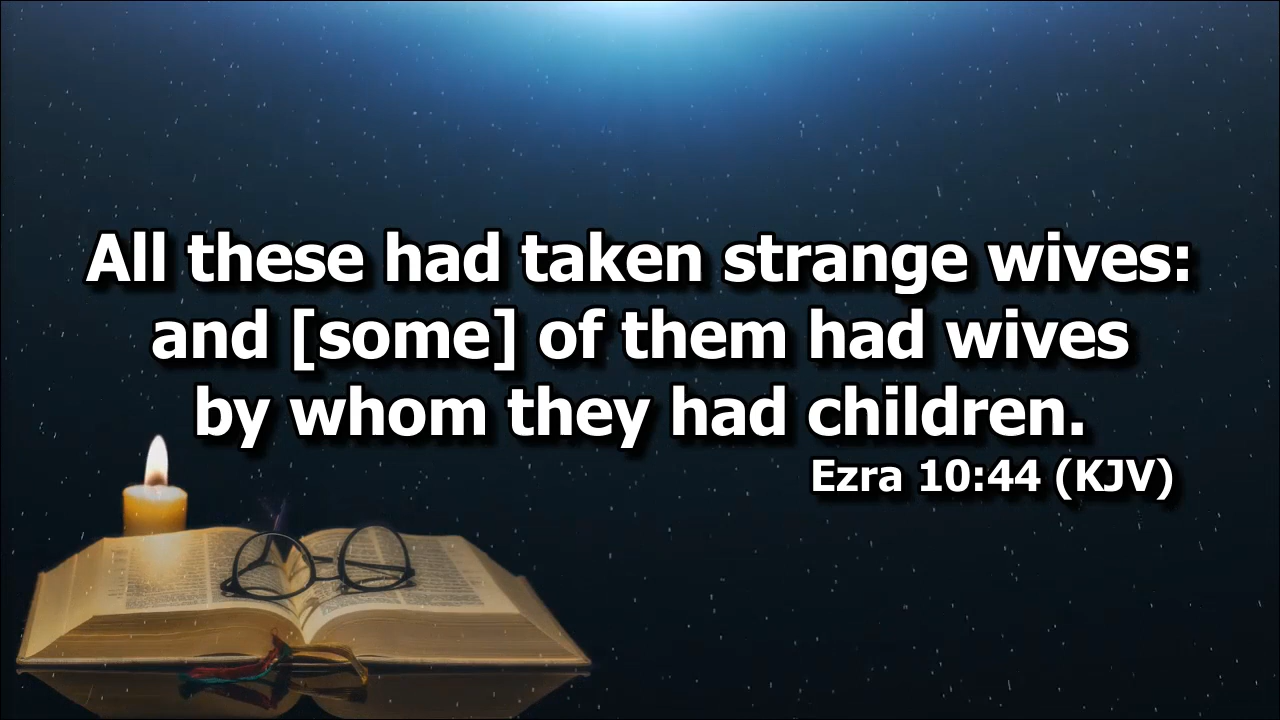 All these had taken strange wives:
and [some] of them had wives
by whom they had children.
Ezra 10:44 (KJV)